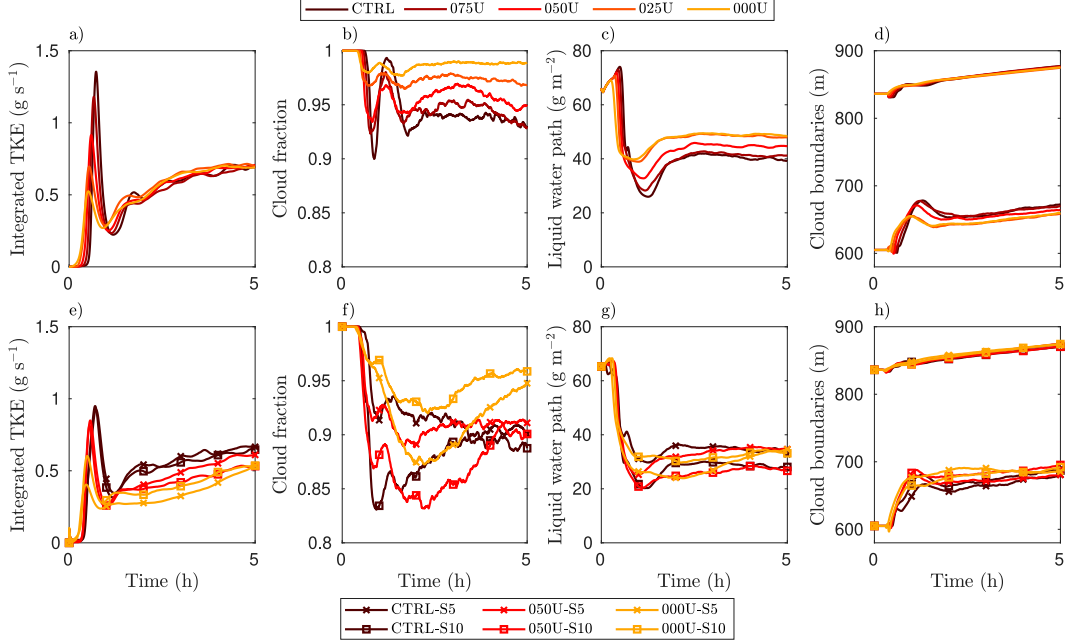 CTRL 075U 050U 025U 000U
a) b) c) d)
Integrated TKE (g s⁻¹)
1.5
1
0.5
0
0 5
Cloud fraction
1
0.95
0.9
0.85
0.8
0 5
Liquid water path (g m⁻²)
80
60
40
20
0
0 5
Cloud boundaries (m)
900
800
700
600
0 5
e) f) g) h)
Integrated TKE (g s⁻¹)
1.5
1
0.5
0
0 5
Time (h)
Cloud fraction
1
0.95
0.9
0.85
0.8
0 5
Time (h)
Liquid water path (g m⁻²)
80
60
40
20
0
0 5
Time (h)
Cloud boundaries (m)
900
800
700
600
0 5
Time (h)
CTRL-S5 050U-S5 000U-S5
CTRL-S10 050U-S10 000U-S10